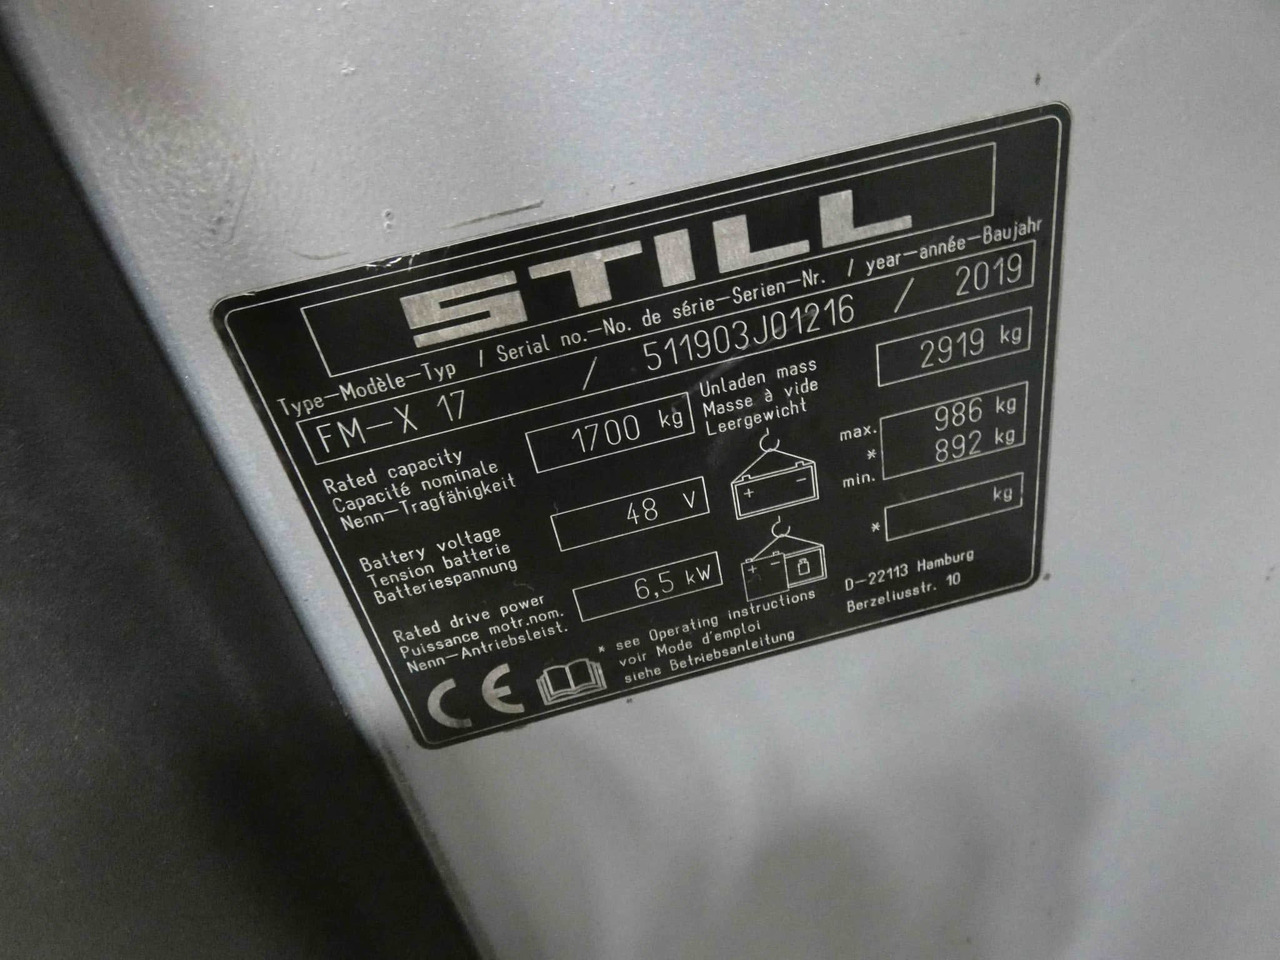 STILL
Type-Modèle-Typ / Serial no.-No. de série-Serien-Nr. / year-année-Baujahr
FM-X 17 / 511903J01216 / 2019
Rated capacity
Capacité nominale
Nenn-Tragfähigkeit
1700 kg
Unladen mass
Masse à vide
Leergewicht
2919 kg
Battery voltage
Tension batterie
Batteriespannung
48 V
+ -
max. 986 kg
*
min. 892 kg
Rated drive power
Puissance motr.nom.
Nenn-Antriebsleist.
6,5 kW
+ -
* kg
CE
* see Operating instructions
voir Mode d'emploi
siehe Betriebsanleitung
D-22113 Hamburg
Berzeliusstr. 10